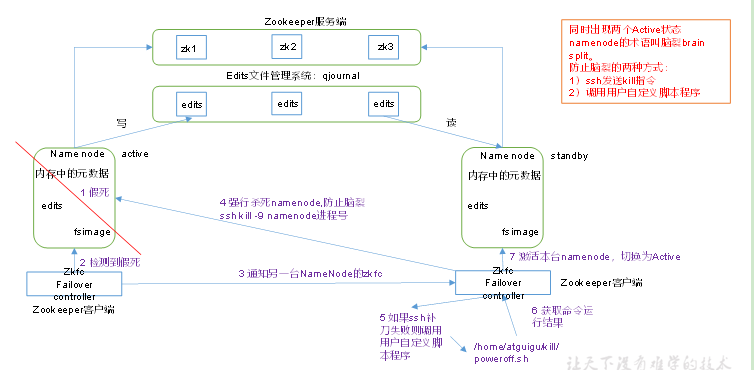 Zookeeper服务端
zk1
zk2
zk3
Edits文件管理系统：qjournal
edits
edits
edits
写
读
同时出现两个Active状态
namenode的术语叫脑裂brain
split。
防止脑裂的两种方式：
1）ssh发送kill指令
2）调用用户自定义脚本程序
Name node
active
内存中的元数据
1 假死
edits
fsimage
Name node
standby
内存中的元数据
edits
fsimage
4 强行杀死namenode,防止脑裂
ssh kill -9 namenode进程号
2 检测到假死
7 激活本台namenode，切换为Active
Zkfc
Failover
controller
Zookeeper客户端
3 通知另一台NameNode的zkfc
Zkfc
Failover
controller
Zookeeper客户端
5 如果ssh补
刀失败则调用
用户自定义脚
本程序
6 获取命令运
行结果
/home/atguigu/kill/
poweroff.sh
让天下没有难学的技术